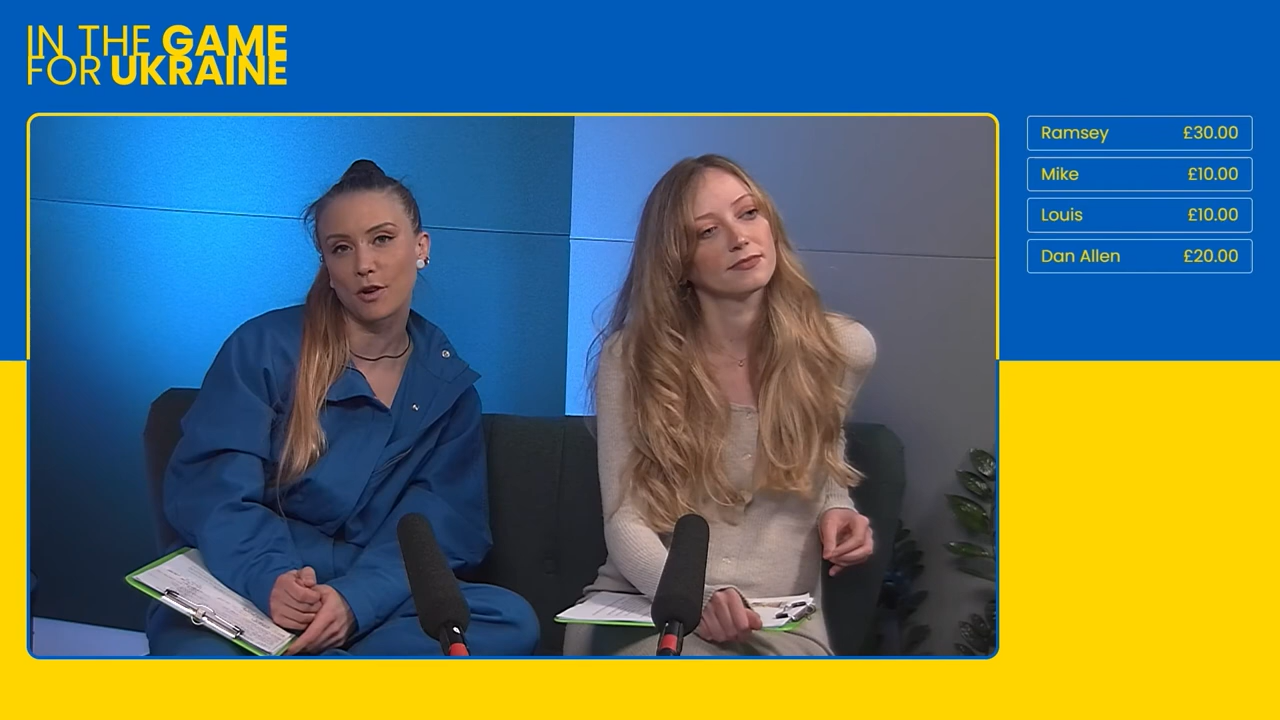 IN THE GAME
FOR UKRAINE
Ramsey £30.00
Mike £10.00
Louis £10.00
Dan Allen £20.00